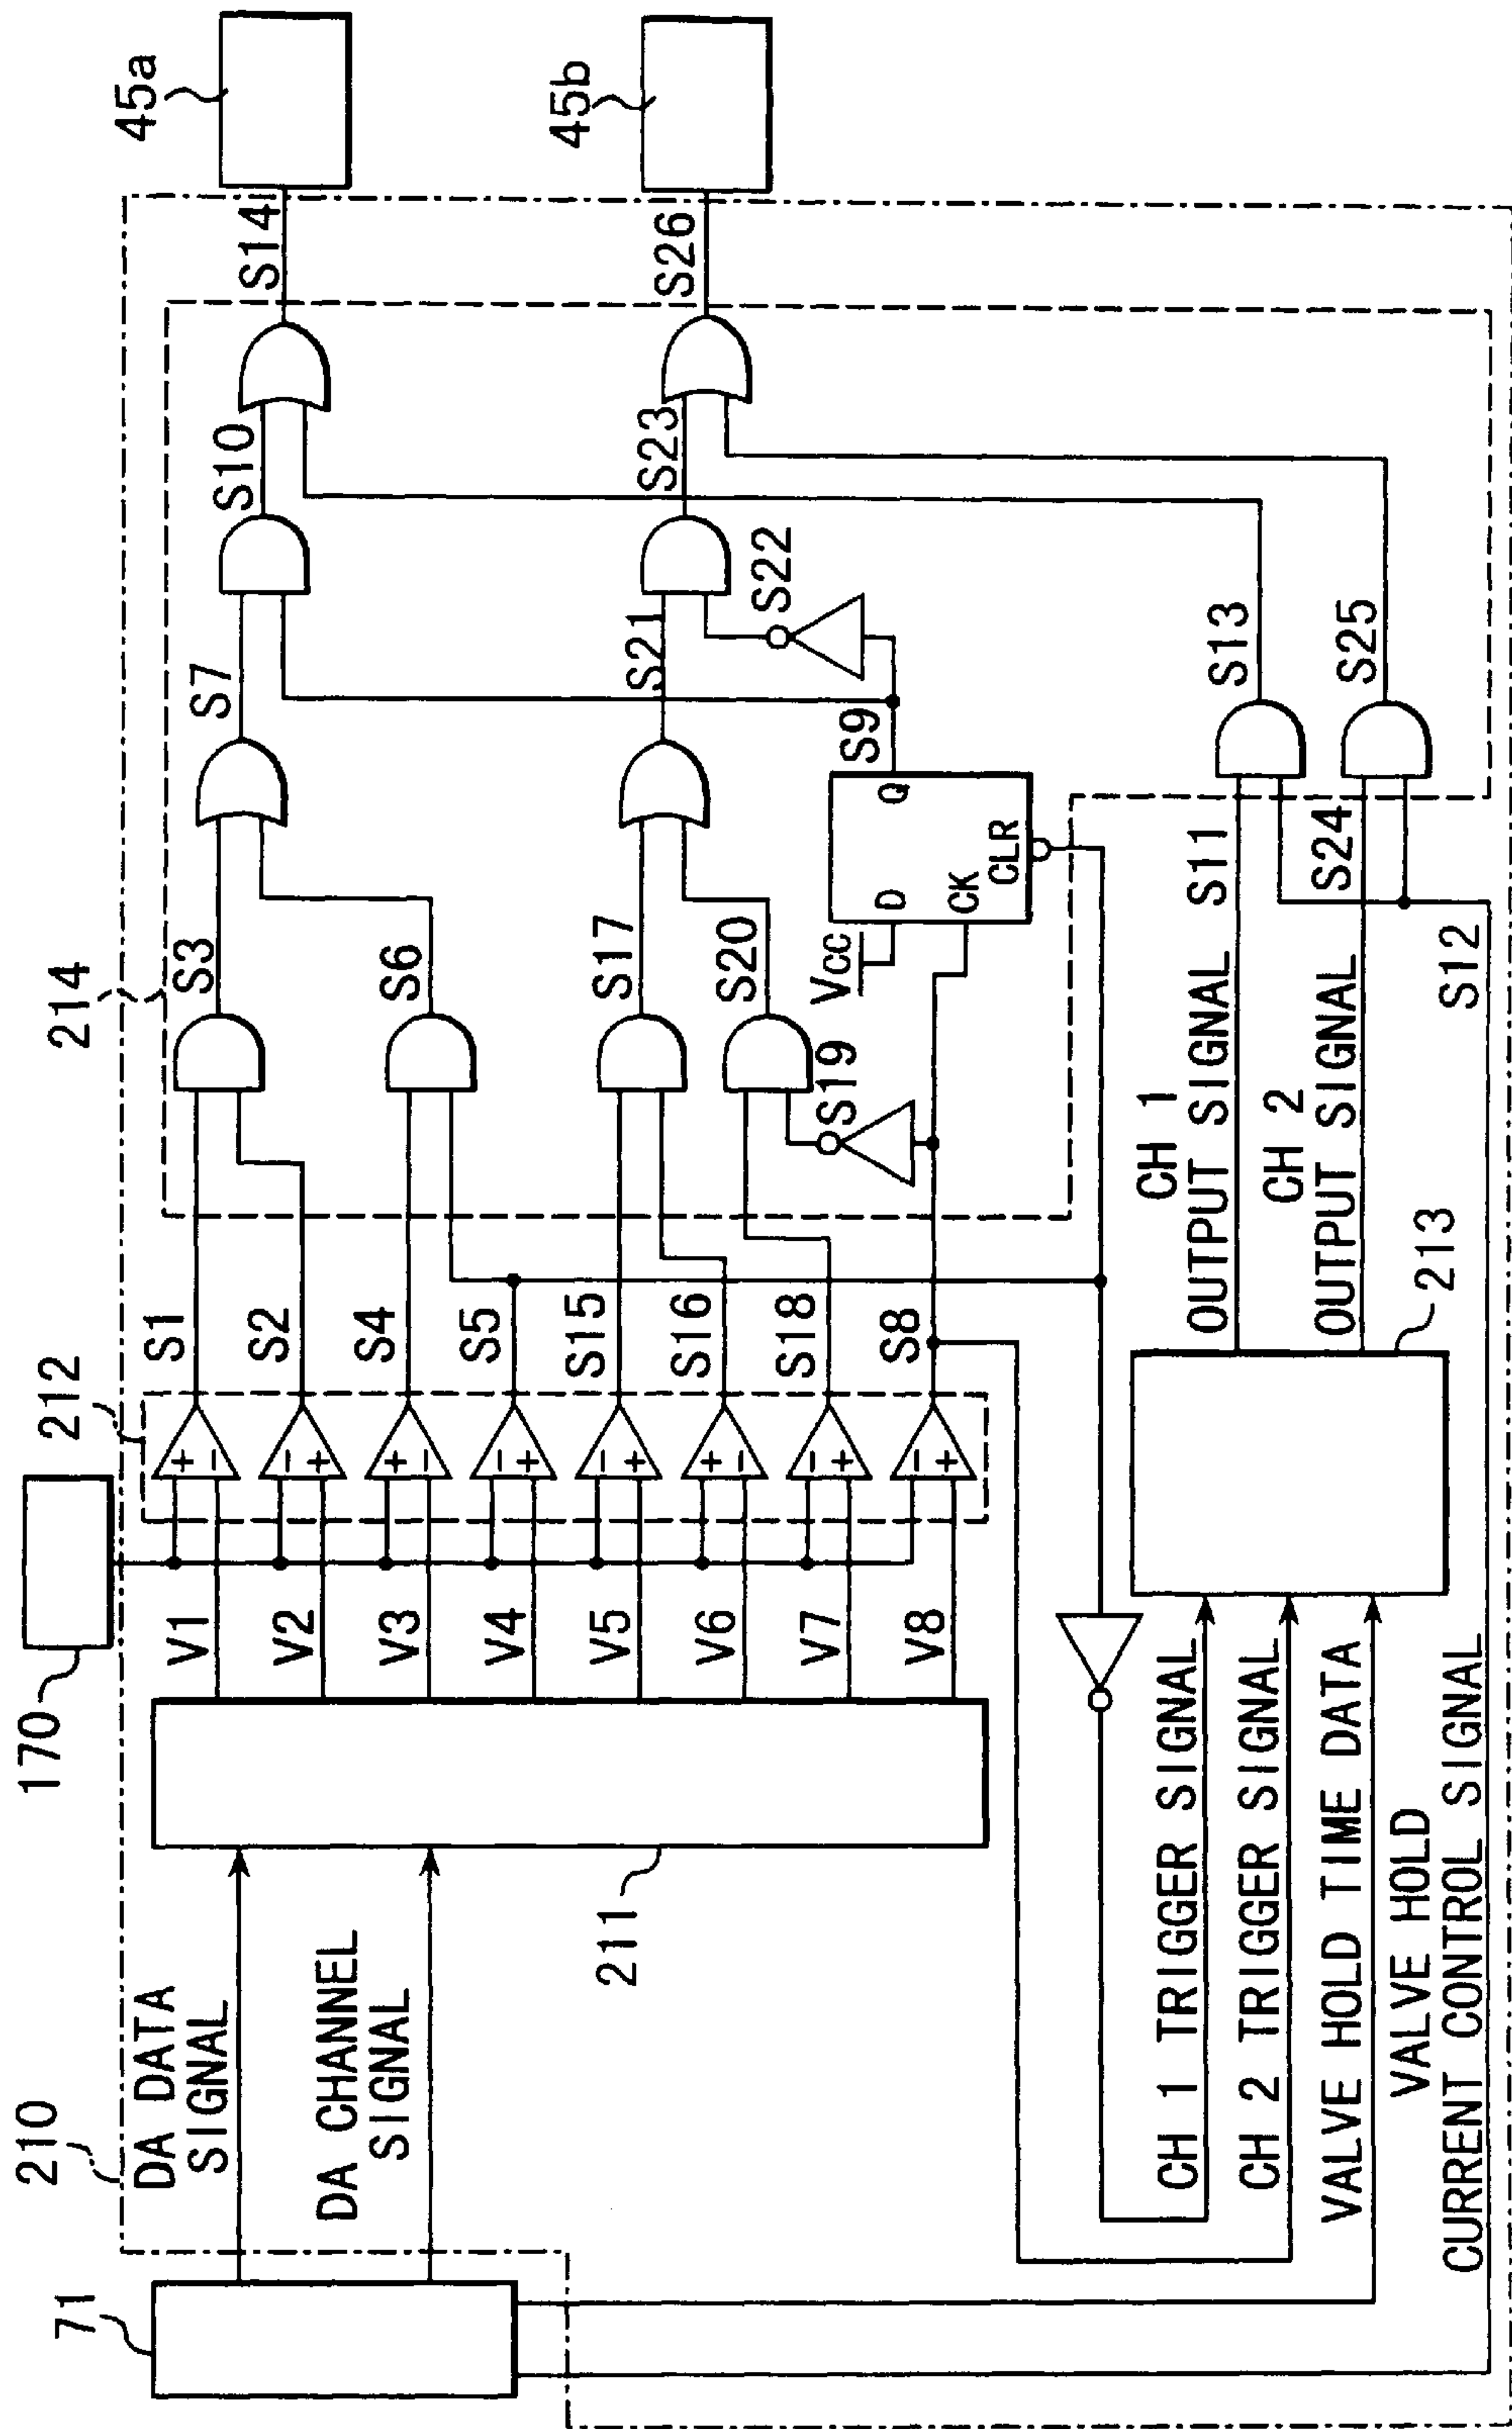 210
71
DA DATA
SIGNAL
DA CHANNEL
SIGNAL
211
170
212
V1
V2
V3
V4
V5
V6
V7
V8
+
-
-
+
+
-
-
+
-
+
+
-
-
+
-
+
S1
S2
S4
S5
S15
S16
S18
S8
214
S3
S6
S17
S20
S19
Vcc
D
CK
CLR
Q
S9
S7
S21
S22
S10
S23
S14
S26
45a
45b
CH 1 TRIGGER SIGNAL
CH 2 TRIGGER SIGNAL
VALVE HOLD TIME DATA
VALVE HOLD
CURRENT CONTROL SIGNAL
213
CH 1
OUTPUT SIGNAL S11
CH 2
OUTPUT SIGNAL S24
S12
S13
S25